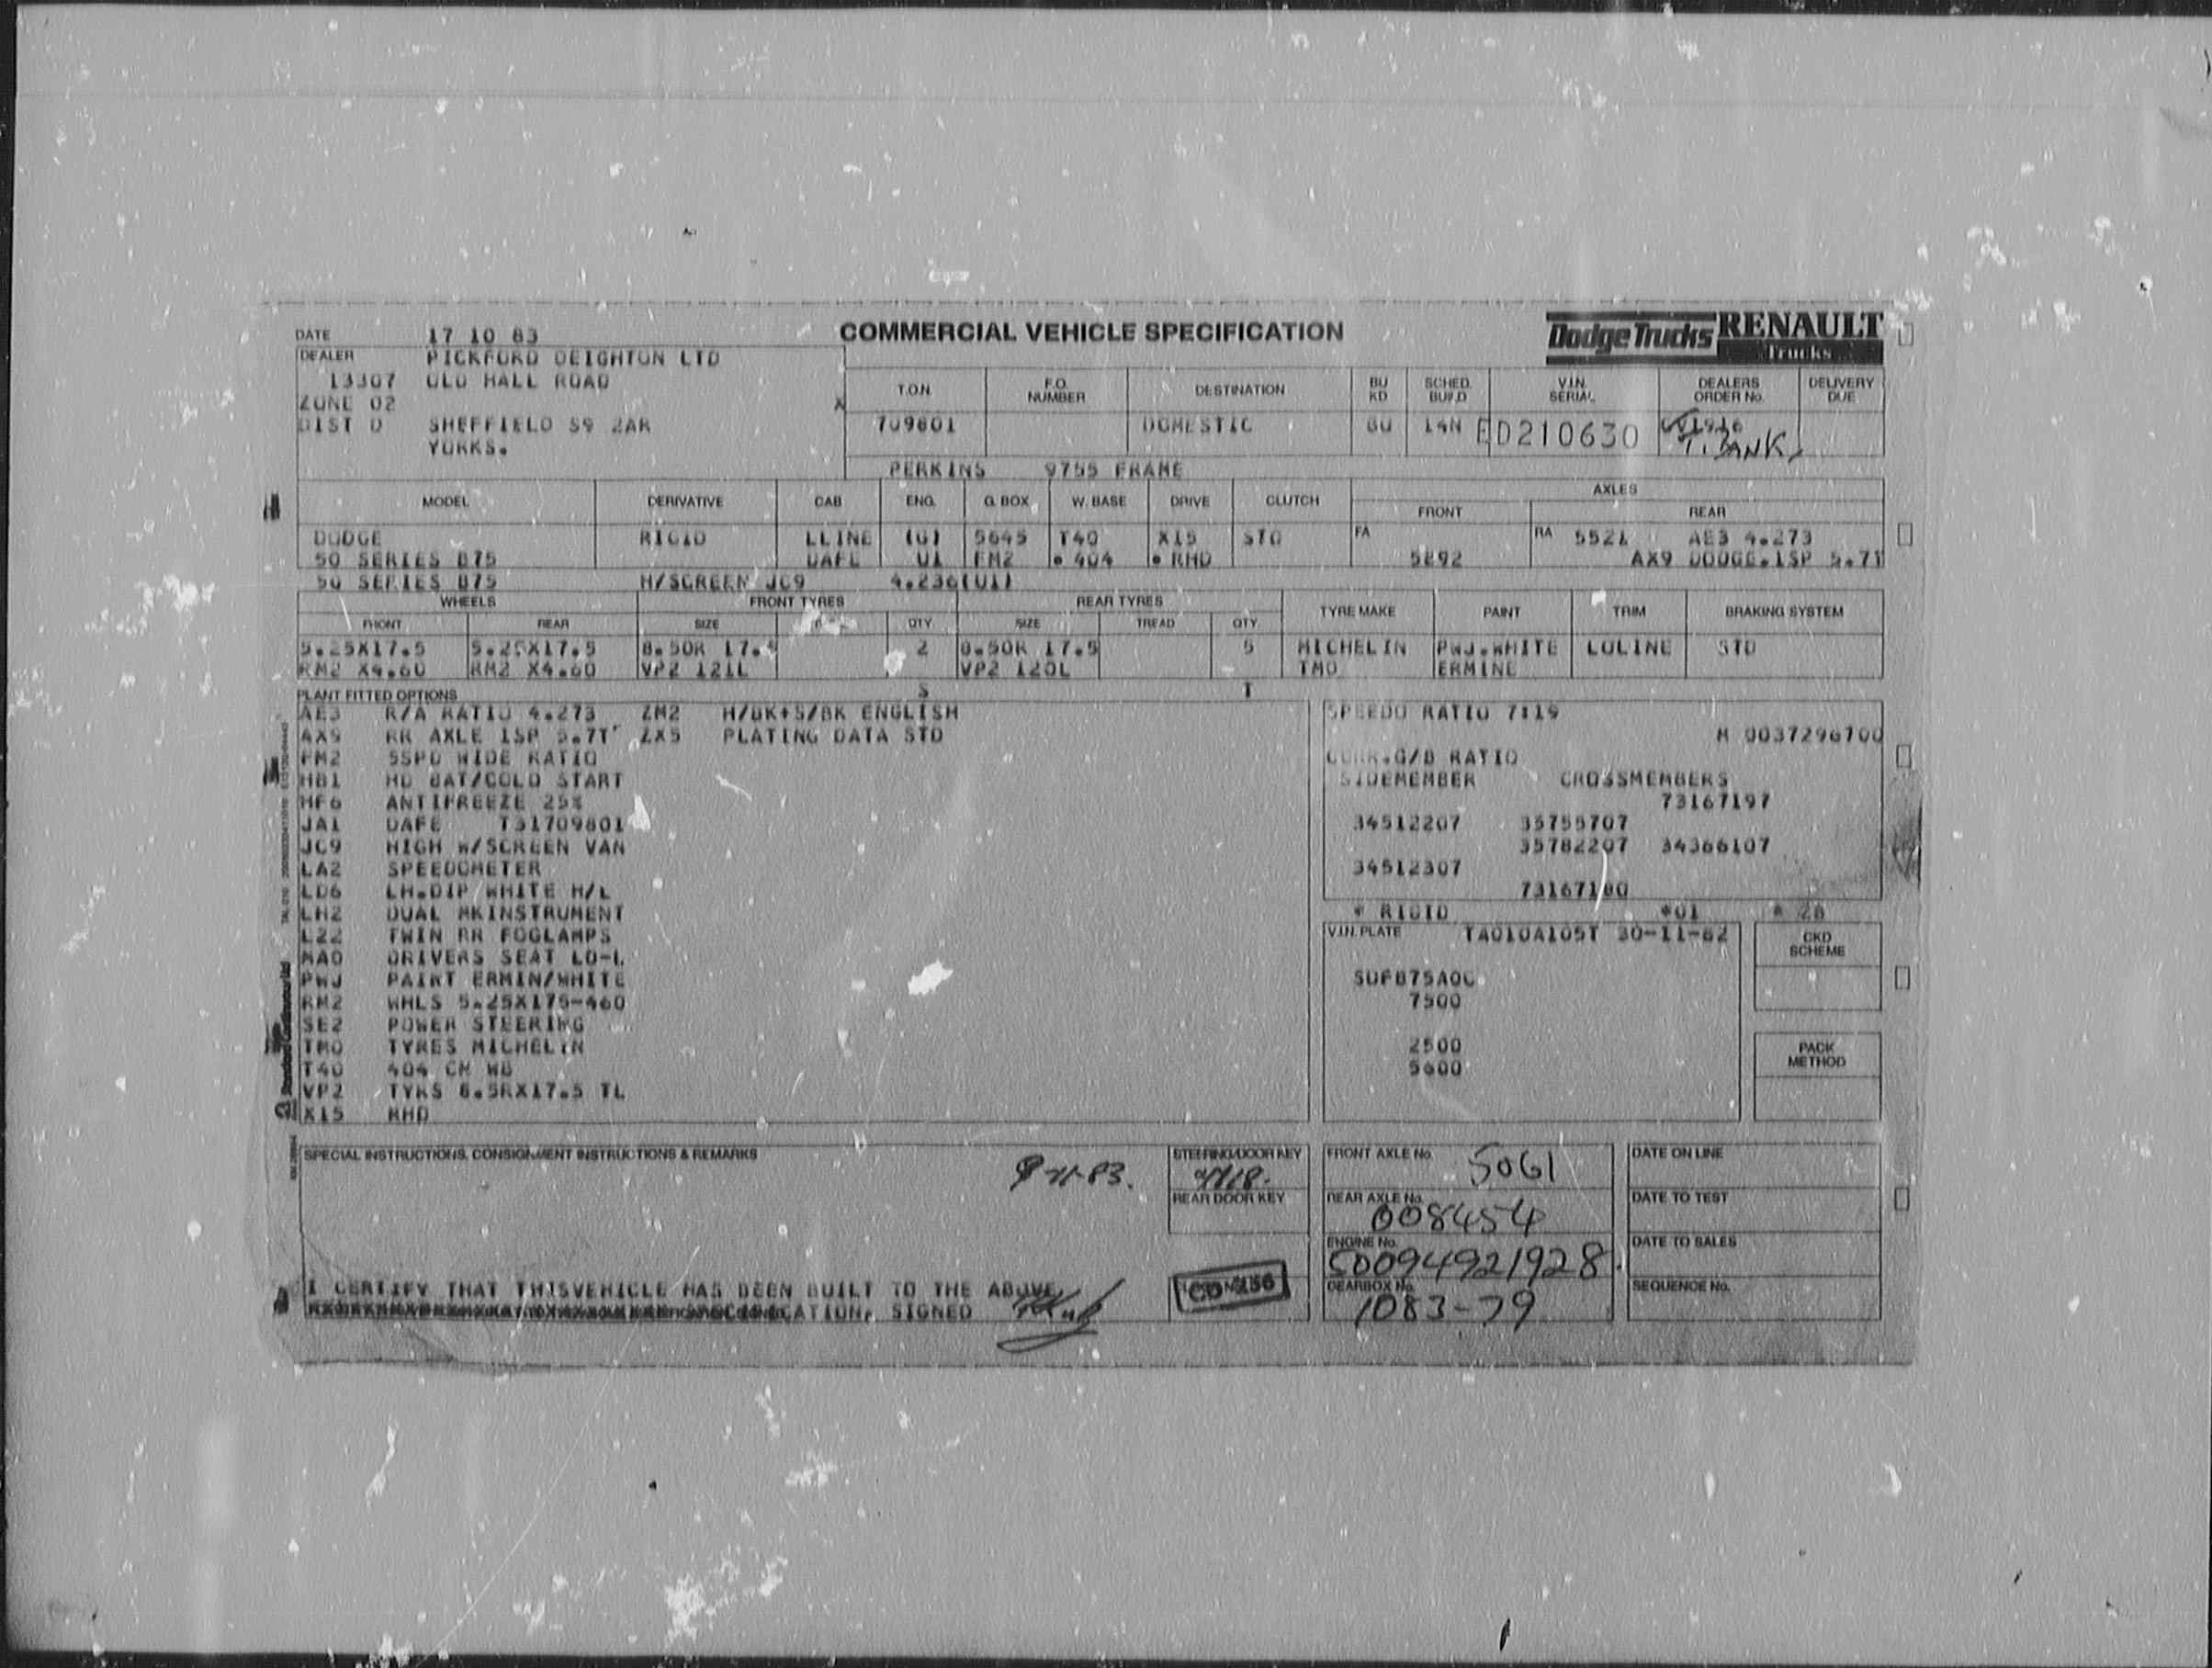 DATE 17 10 83
COMMERCIAL VEHICLE SPECIFICATION
Dodge Trucks RENAULT Trucks
DEALER PICKFORD DEIGHTON LTD
13307 OLD HALL ROAD
ZONE 02
DIST D SHEFFIELD S9 2AR
YORKS.
X
T.O.N. F.O. NUMBER DESTINATION BU KD SCHED. BUILD V.I.N. SERIAL DEALERS ORDER No. DELIVERY DUE
709801 DOMESTIC BU 14N ED210630 T. BANK
PERKINS 9755 FRAME
MODEL DERIVATIVE CAB ENG. G. BOX W. BASE DRIVE CLUTCH AXLES
FRONT REAR
DODGE RIGID LLINE (G) 5645 T40 X15 STD FA RA 5521 AE3 4.273
50 SERIES B75 DAFE U1 FM2 • 404 • RHD 5292 AX9 DODGE.1SP 5.7T
50 SERIES B75 H/SCREEN JC9 4.236(U1)
WHEELS FRONT TYRES REAR TYRES TYRE MAKE PAINT TRIM BRAKING SYSTEM
FRONT REAR SIZE QTY SIZE TREAD QTY
5.25X17.5 5.25X17.5 8.50R 17.5 2 8.50R 17.5 5 MICHELIN PWJ.WHITE LOLINE STD
RM2 X4.60 RM2 X4.60 VP2 121L VP2 120L TMO ERMINE
PLANT FITTED OPTIONS S T
AE3 R/A RATIO 4.273 ZM2 H/BK+S/BK ENGLISH
AX9 RR AXLE 1SP 5.7T ZX5 PLATING DATA STD
FM2 5SPD WIDE RATIO
HB1 HD BAT/COLD START
HF6 ANTIFREEZE 25%
JA1 DAFE T31709801
JC9 HIGH W/SCREEN VAN
LA2 SPEEDOMETER
LD6 LH.DIP WHITE H/L
LH2 DUAL MKINSTRUMENT
L22 TWIN RR FOGLAMPS
MAO DRIVERS SEAT LO-L
PWJ PAINT ERMIN/WHITE
RM2 WHLS 5.25X175-460
SE2 POWER STEERING
TMO TYRES MICHELIN
T40 404 CM WB
VP2 TYRS 8.5RX17.5 TL
X15 RHD
SPEEDO RATIO 7:19
M 0037296700
CORR.G/B RATIO
SIDEMEMBER CROSSMEMBERS
73167197
34512207 35755707
35782207 34366107
34512307
73167180
* RIGID *01 * 28
V.I.N. PLATE TA010A105T 30-11-82
SUFB75AOC
7500
2500
5600
CKD SCHEME
PACK METHOD
SPECIAL INSTRUCTIONS, CONSIGNMENT INSTRUCTIONS & REMARKS
STEERING/DOOR KEY
REAR DOOR KEY
FRONT AXLE No. 5061
REAR AXLE No. 008454
ENGINE No. C0094921928.
GEARBOX No. 1083-79
DATE ON LINE
DATE TO TEST
DATE TO SALES
SEQUENCE No.
I CERTIFY THAT THISVEHICLE HAS BEEN BUILT TO THE ABOVE
SIGNED